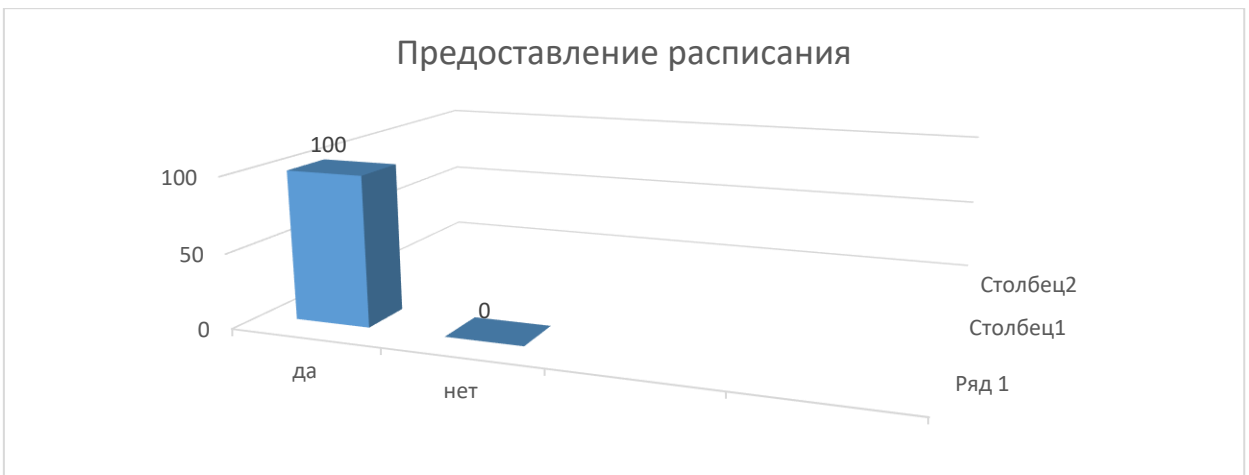 Предоставление расписания
100
100
50
0
0
да
нет
Столбец2
Столбец1
Ряд 1